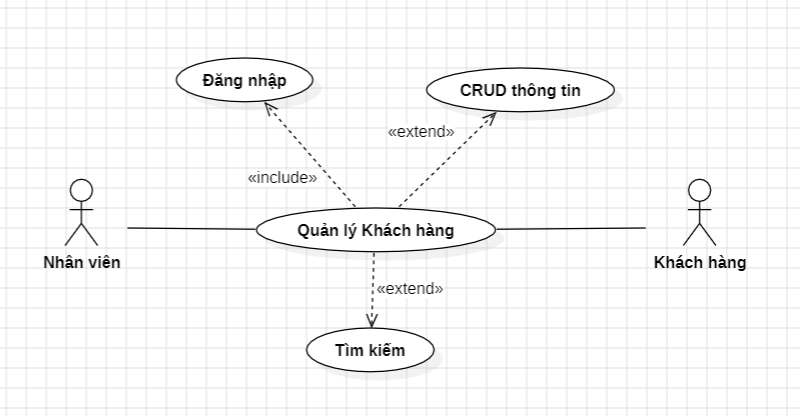 Đăng nhập
CRUD thông tin
«extend»
«include»
Quản lý Khách hàng
Nhân viên
Khách hàng
«extend»
Tìm kiếm